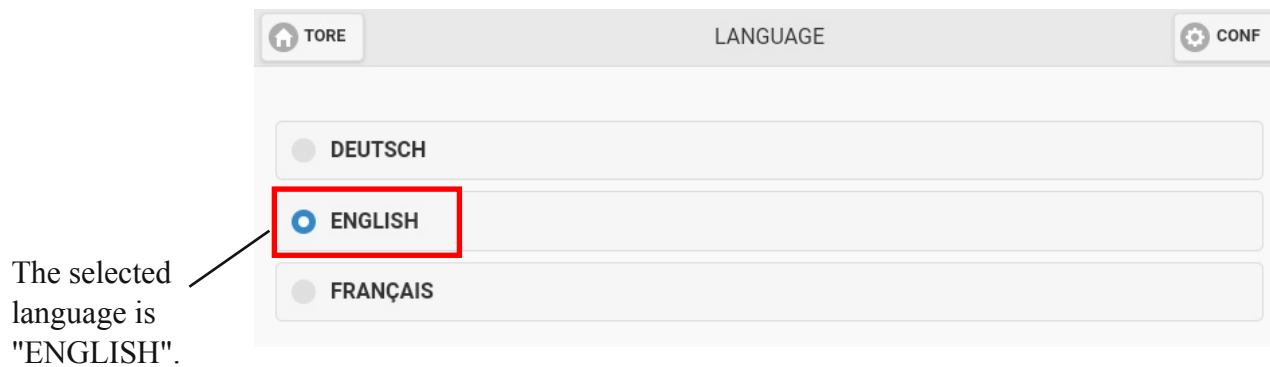 TORE
LANGUAGE
CONF
DEUTSCH
ENGLISH
FRANÇAIS
The selected
language is
"ENGLISH".